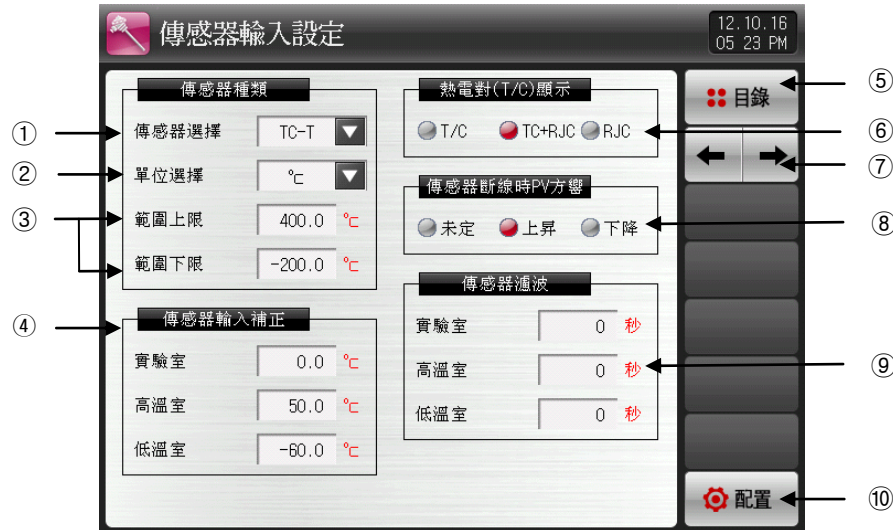 傳感器輸入設定
12.10.16
05 23 PM
傳感器種類
① 傳感器選擇 TC-T
② 單位選擇 ℃
③ 範圍上限 400.0 ℃
範圍下限 -200.0 ℃
④ 傳感器輸入補正
實驗室 0.0 ℃
高溫室 50.0 ℃
低溫室 -60.0 ℃
熱電對(T/C)顯示
T/C TC+RJC RJC ⑥
傳感器斷線時PV方響
未定 上昇 下降 ⑧
傳感器濾波
實驗室 0 秒
高溫室 0 秒 ⑨
低溫室 0 秒
目錄 ⑤
⑦
配置 ⑩